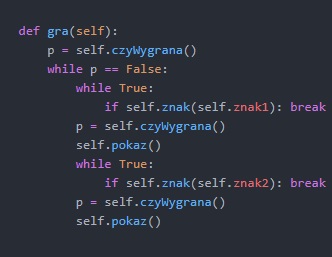 def gra(self):
    p = self.czyWygrana()
    while p == False:
        while True:
            if self.znak(self.znak1): break
        p = self.czyWygrana()
        self.pokaz()
        while True:
            if self.znak(self.znak2): break
        p = self.czyWygrana()
        self.pokaz()